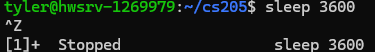 tyler@hwsrv-1269979:~/cs205$ sleep 3600
^Z
[1]+  Stopped                 sleep 3600